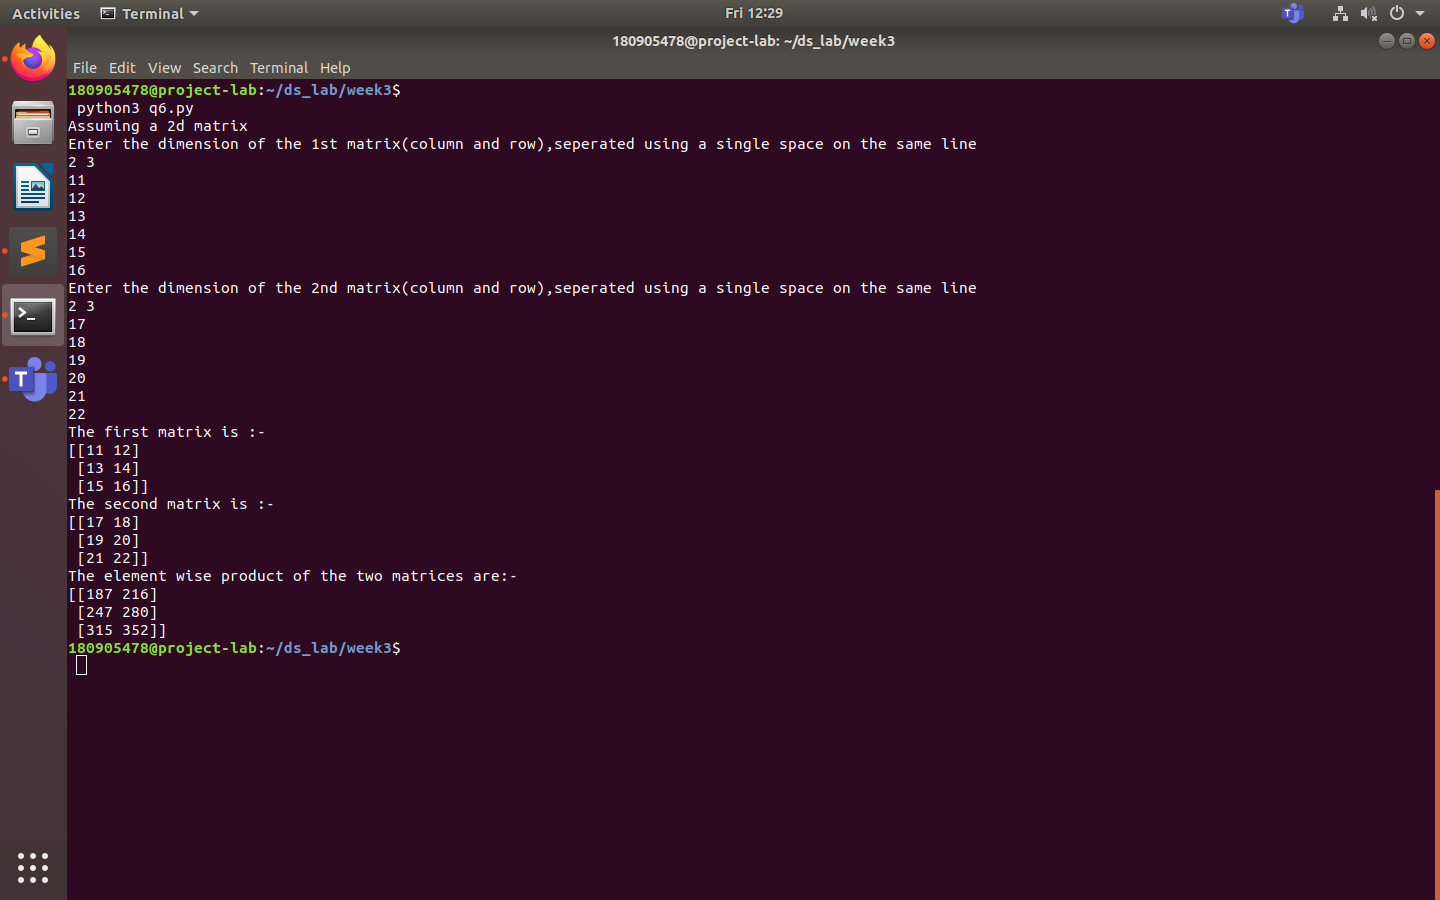 Activities Terminal Fri 12:29
180905478@project-lab: ~/ds_lab/week3
File Edit View Search Terminal Help
180905478@project-lab:~/ds_lab/week3$
python3 q6.py
Assuming a 2d matrix
Enter the dimension of the 1st matrix(column and row),seperated using a single space on the same line
2 3
11
12
13
14
15
16
Enter the dimension of the 2nd matrix(column and row),seperated using a single space on the same line
2 3
17
18
19
20
21
22
The first matrix is :-
[[11 12]
 [13 14]
 [15 16]]
The second matrix is :-
[[17 18]
 [19 20]
 [21 22]]
The element wise product of the two matrices are:-
[[187 216]
 [247 280]
 [315 352]]
180905478@project-lab:~/ds_lab/week3$